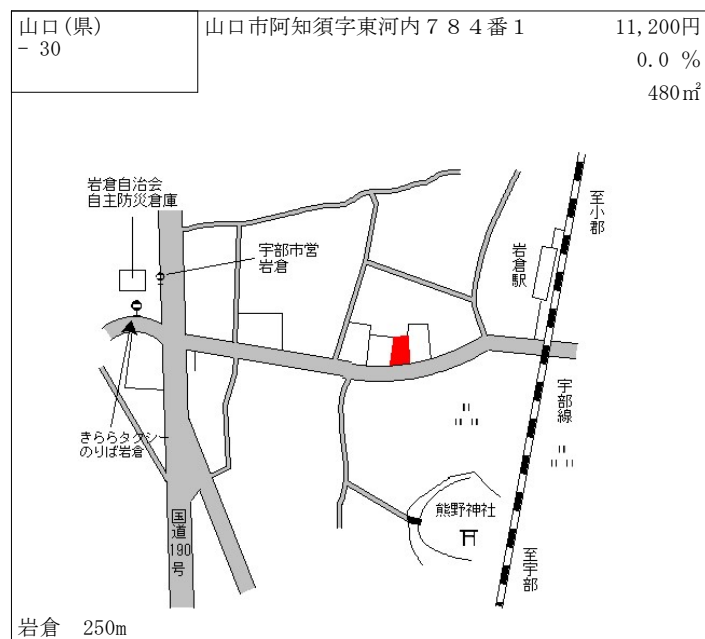 山口(県)
- 30
山口市阿知須字東河内７８４番１
11,200円
0.0 %
480㎡
岩倉自治会
自主防災倉庫
宇部市営
岩倉
至小郡
岩倉駅
宇部線
きららタクシー
のりば岩倉
熊野神社
国道190号
至宇部
岩倉 250m